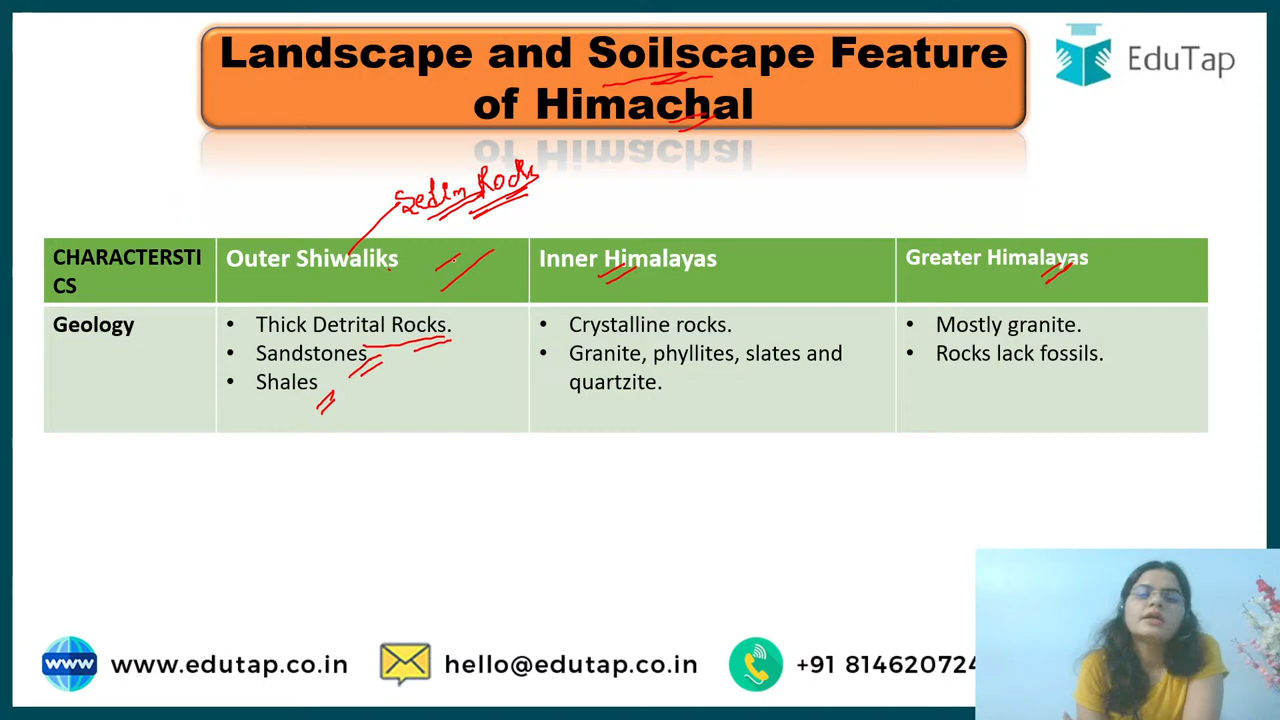 Landscape and Soilscape Feature
of Himachal
EduTap
Sedim Rocks
CHARACTERSTI
CS
Outer Shiwaliks
Inner Himalayas
Greater Himalayas
Geology
• Thick Detrital Rocks.
• Sandstones
• Shales
• Crystalline rocks.
• Granite, phyllites, slates and
quartzite.
• Mostly granite.
• Rocks lack fossils.
www
www.edutap.co.in
hello@edutap.co.in
+91 814620724